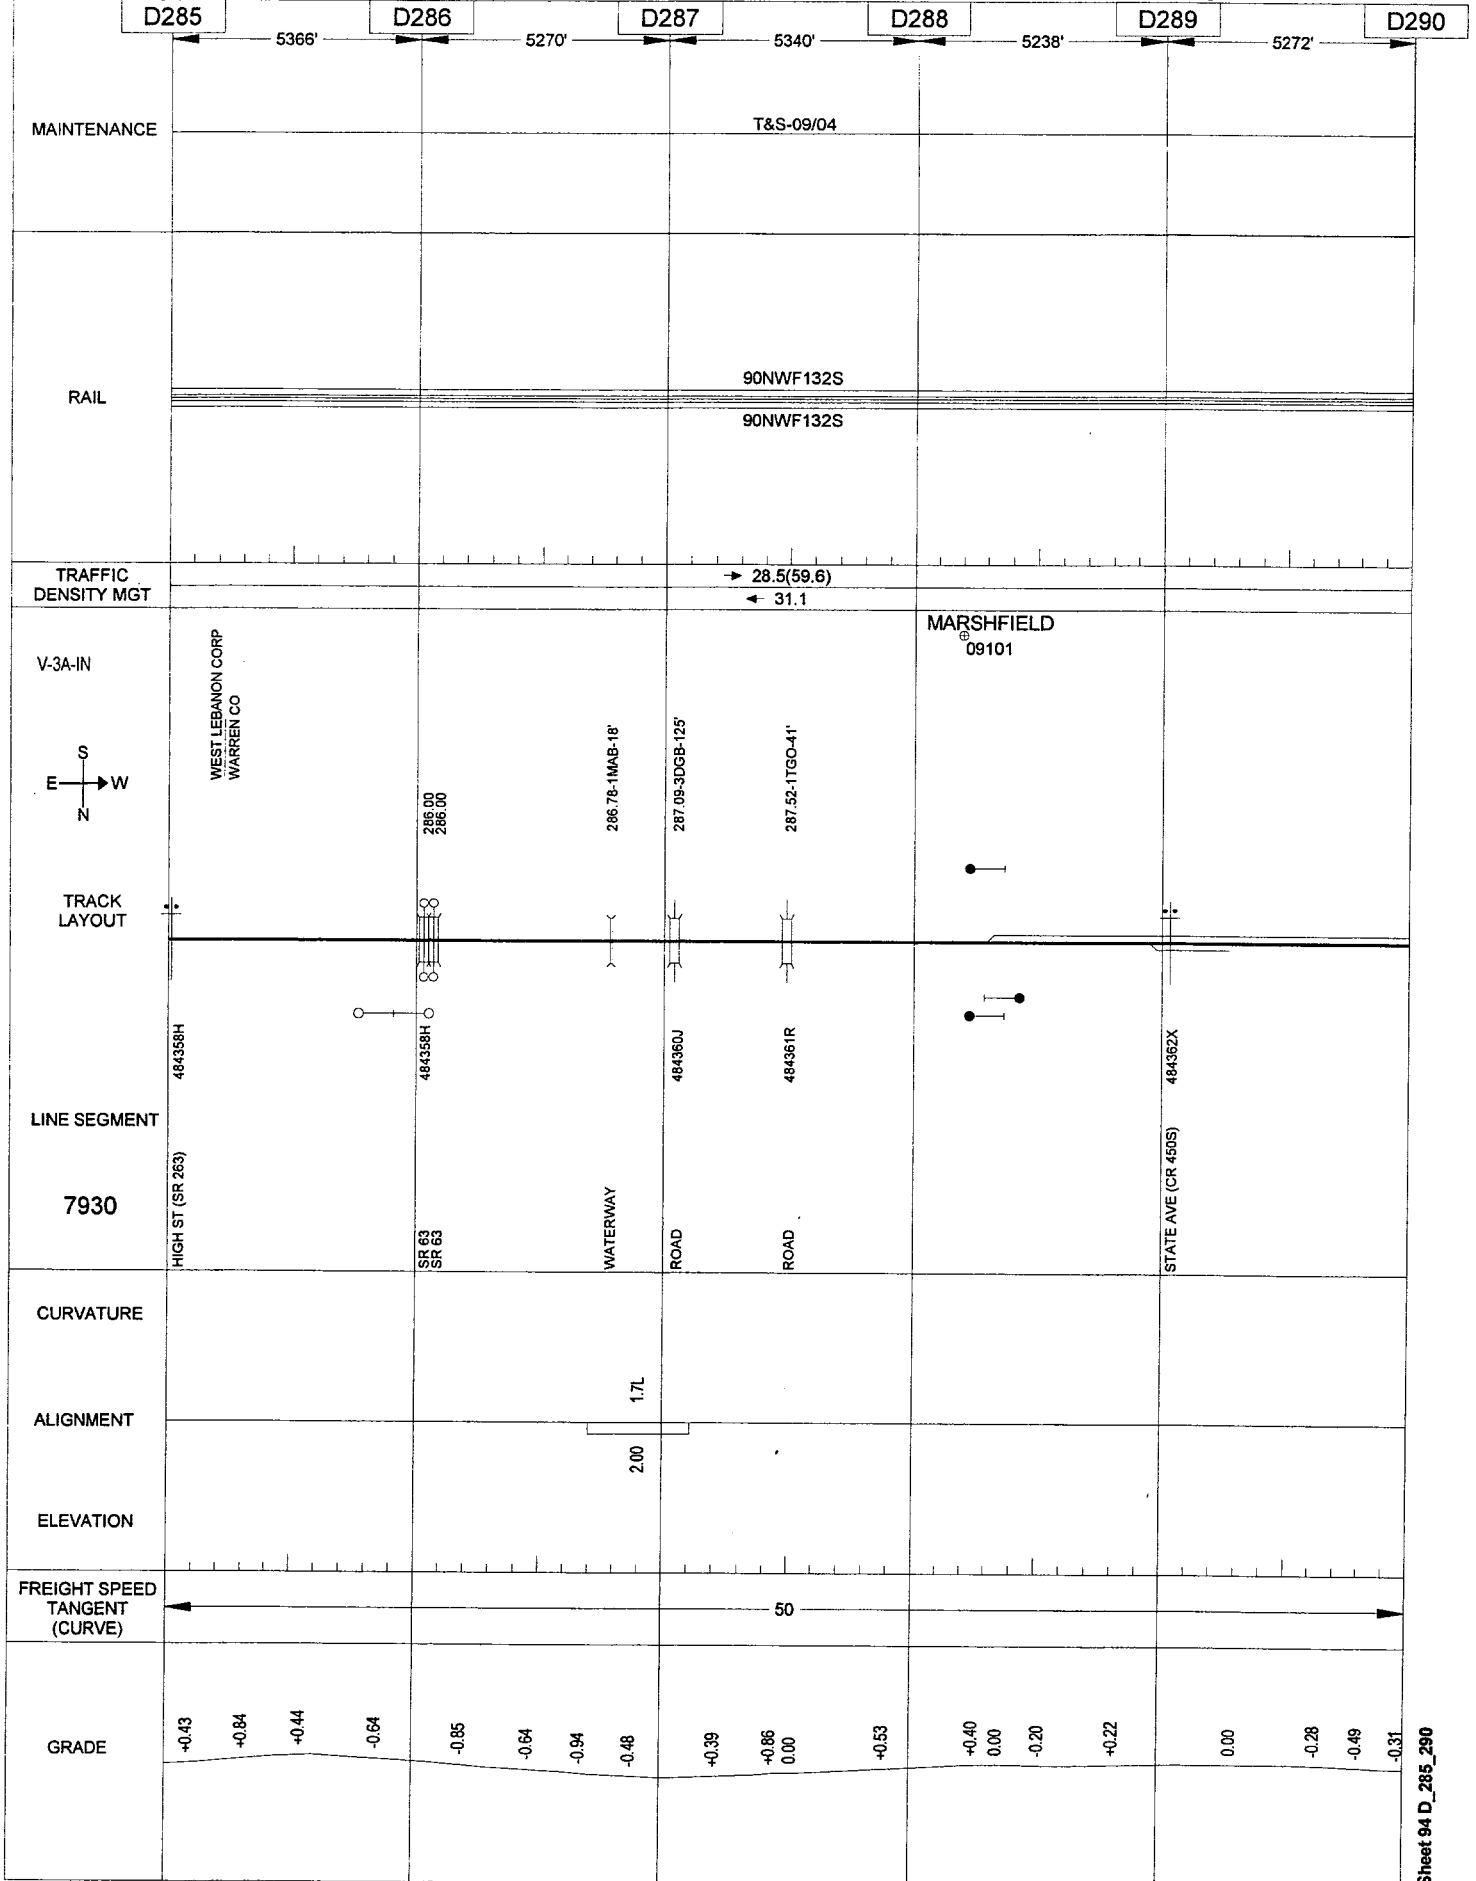 D285
D286
D287
D288
D289
D290
5366'
5270'
5340'
5238'
5272'
MAINTENANCE
T&S-09/04
RAIL
90NWF132S
90NWF132S
TRAFFIC
DENSITY MGT
28.5(59.6)
31.1
V-3A-IN
WEST LEBANON CORP
WARREN CO
MARSHFIELD
09101
S
E
W
N
286.00
286.00
286.78-1MAB-18'
287.09-3DGB-125'
287.52-1TGO-41'
TRACK
LAYOUT
484358H
484358H
484360J
484361R
484362X
LINE SEGMENT
7930
HIGH ST (SR 263)
SR 63
SR 63
WATERWAY
ROAD
ROAD
STATE AVE (CR 450S)
CURVATURE
1.7L
ALIGNMENT
2.00
ELEVATION
FREIGHT SPEED
TANGENT
(CURVE)
50
GRADE
+0.43
+0.84
+0.44
-0.64
-0.85
-0.64
-0.94
-0.48
+0.39
+0.86
0.00
+0.53
+0.40
0.00
-0.20
+0.22
0.00
-0.28
-0.49
-0.31
Sheet 94 D_285_290